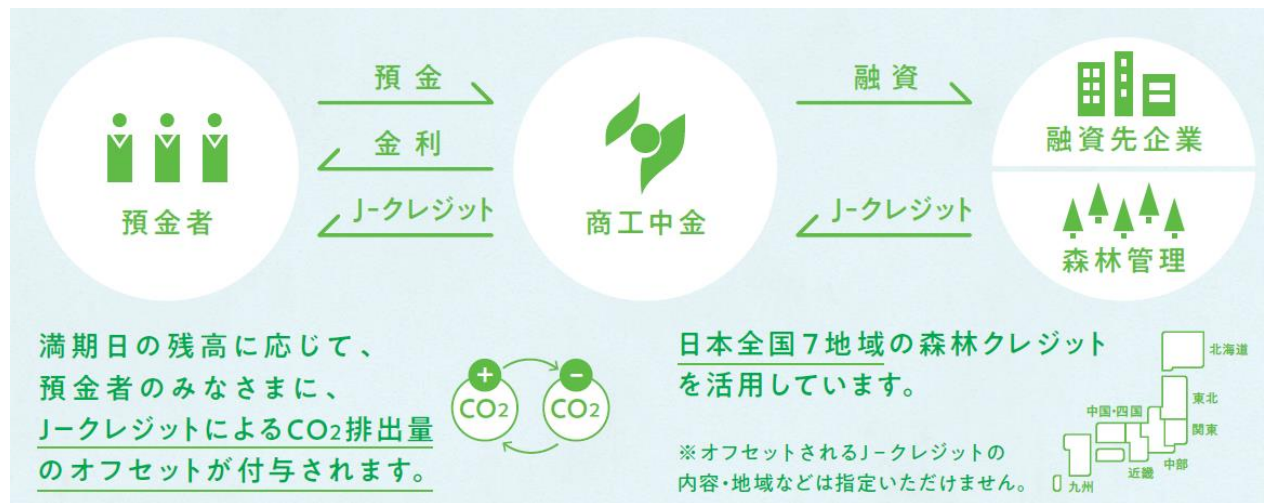 預金
融資
金利
J-クレジット
J-クレジット
預金者
商工中金
融資先企業
森林管理
満期日の残高に応じて、
預金者のみなさまに、
J-クレジットによるCO2排出量
のオフセットが付与されます。
+
CO2
-
CO2
日本全国7地域の森林クレジット
を活用しています。
※オフセットされるJ-クレジットの
内容・地域などは指定いただけません。
北海道
東北
関東
中部
近畿
中国・四国
九州